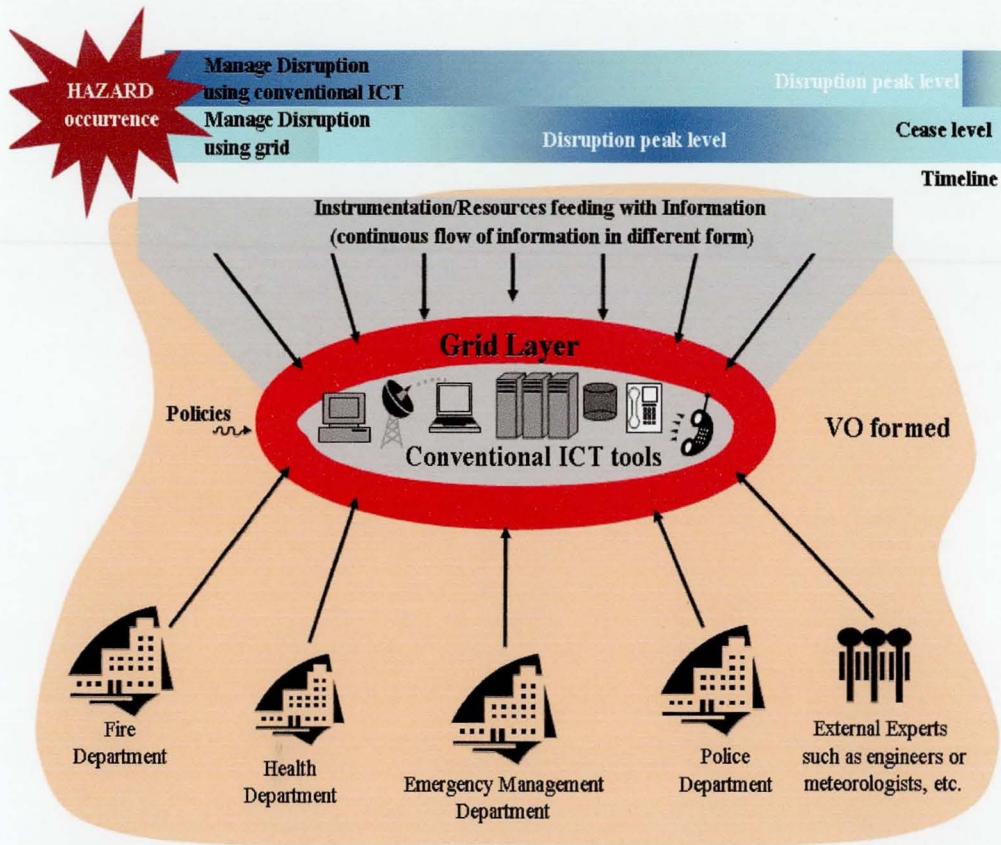 HAZARD
occurrence
Manage Disruption
using conventional ICT
Disruption peak level
Manage Disruption
using grid
Disruption peak level
Cease level
Timeline
Instrumentation/Resources feeding with Information
(continuous flow of information in different form)
Grid Layer
Policies
Conventional ICT tools
VO formed
Fire
Department
Health
Department
Emergency Management
Department
Police
Department
External Experts
such as engineers or
meteorologists, etc.